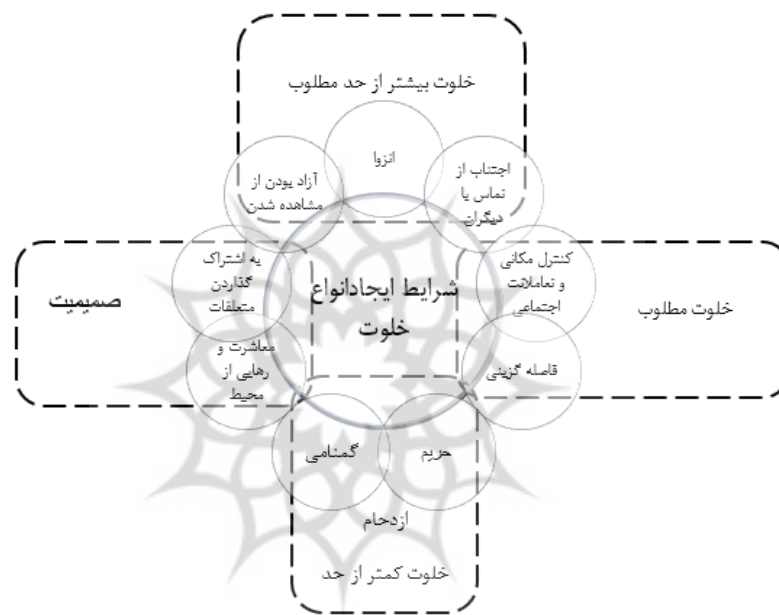 خلوت بیشتر از حد مطلوب
انزوا
اجتناب از
تماس با
دیگران
آزاد بودن از
مشاهده شدن
کنترل مکانی
و تعاملات
اجتماعی
خلوت مطلوب
فاصله گزینی
شرایط ایجادانواع
خلوت
به اشتراک
گذاردن
متعلقات
صمیمیت
معاشرت و
رهایی از
محیط
حریم
گمنامی
ازدحام
خلوت کمتر از حد